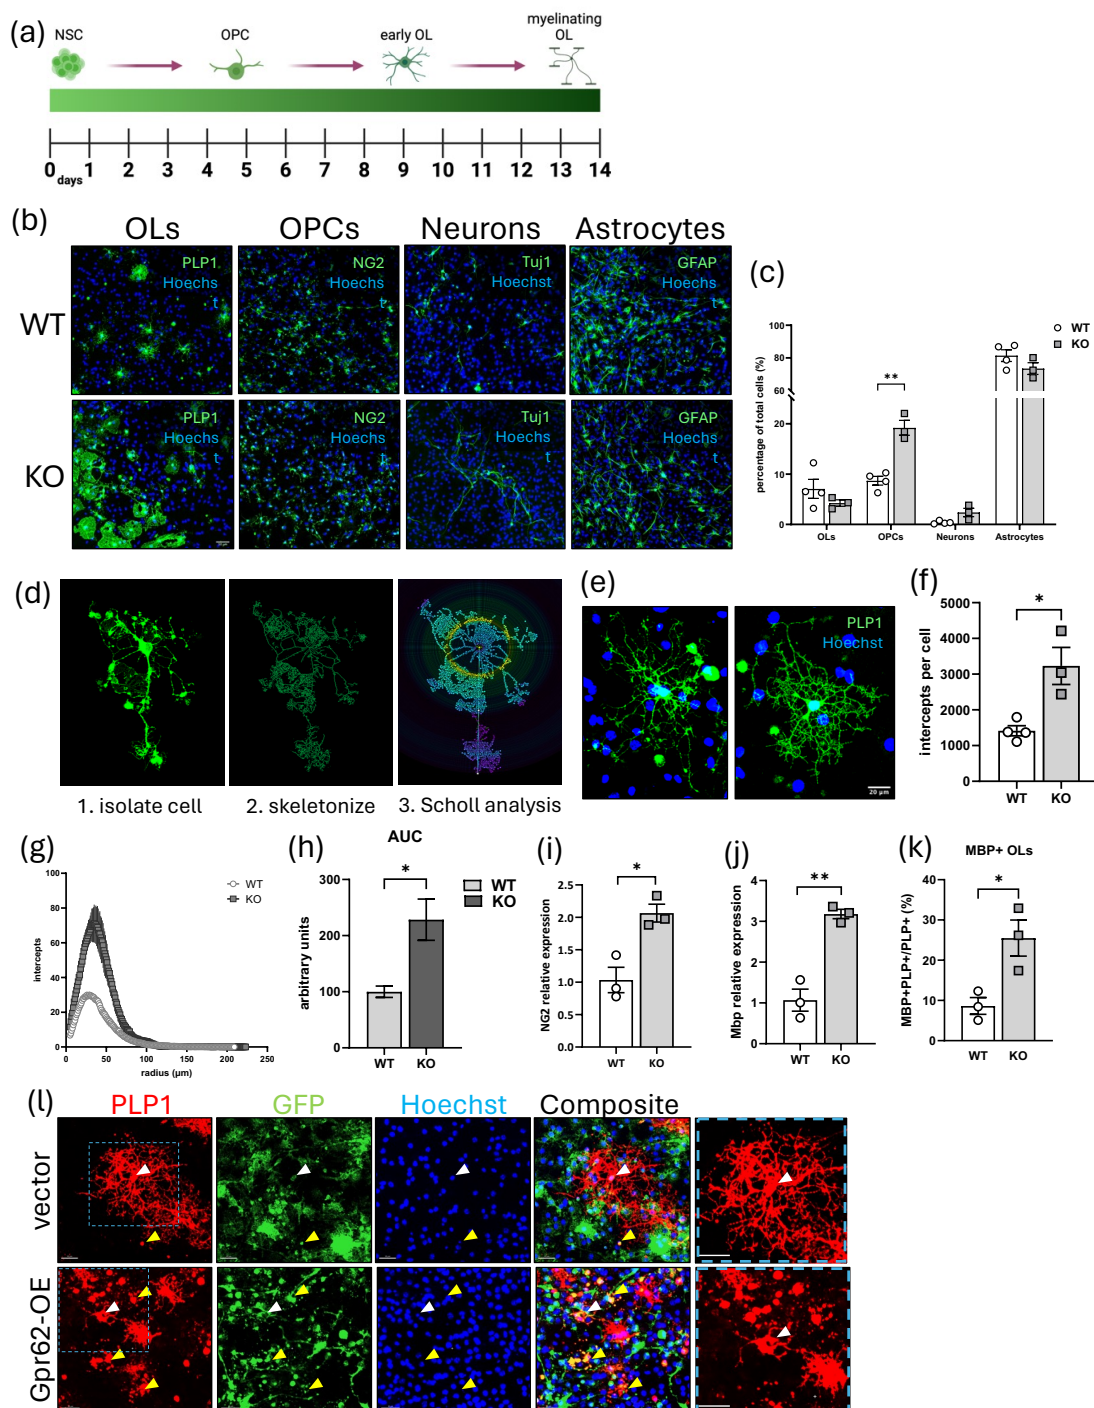 (a)
NSC
OPC
early OL
myelinating
OL
0 1 2 3 4 5 6 7 8 9 10 11 12 13 14
days
(b)
OLs OPCs Neurons Astrocytes
WT
PLP1
Hoechs
t
NG2
Hoechs
t
Tuj1
Hoechst
GFAP
Hoechs
t
KO
PLP1
Hoechs
t
NG2
Hoechs
t
Tuj1
Hoechs
t
GFAP
Hoechs
t
(c)
percentage of total cells (%)
100
80
60
20
10
0
**
WT
KO
OLs OPCs Neurons Astrocytes
(d)
1. isolate cell
2. skeletonize
3. Scholl analysis
(e)
PLP1
Hoechst
20 µm
(f)
intercepts per cell
5000
4000
3000
2000
1000
0
*
WT KO
(g)
intercepts
100
80
60
40
20
0
0 50 100 150 200 250
radius (µm)
WT
KO
(h)
AUC
arbitrary units
300
200
100
0
*
WT KO
WT
KO
(i)
NG2 relative expression
2.5
2.0
1.5
1.0
0.5
0.0
*
WT KO
(j)
Mbp relative expression
4
3
2
1
0
**
WT KO
(k)
MBP+ OLs
MBP+PLP+/PLP+ (%)
40
30
20
10
0
*
WT KO
(l)
PLP1 GFP Hoechst Composite
vector
Gpr62-OE